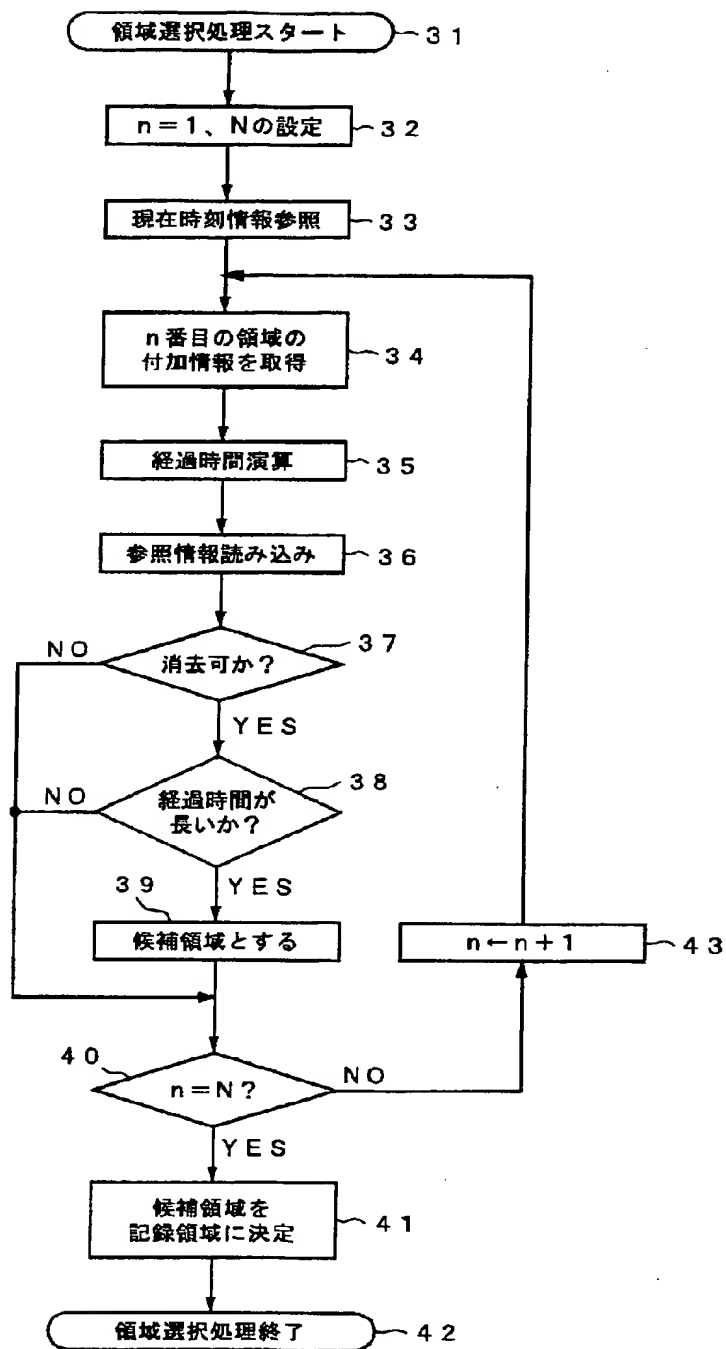 領域選択処理スタート 31
n=1、Nの設定 32
現在時刻情報参照 33
n番目の領域の
付加情報を取得 34
経過時間演算 35
参照情報読み込み 36
消去可か? 37
NO
YES
経過時間が
長いか? 38
NO
YES
39
候補領域とする
n←n+1 43
40
n=N?
NO
YES
候補領域を
記録領域に決定 41
領域選択処理終了 42